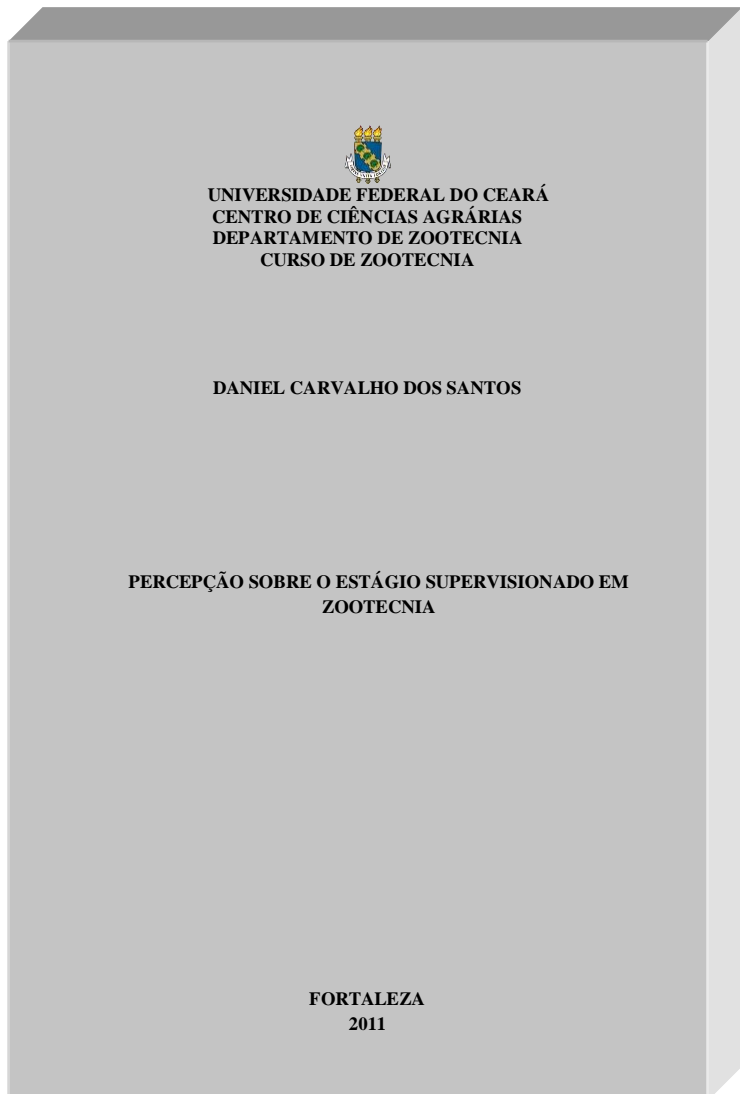 UNIVERSIDADE FEDERAL DO CEARÁ
CENTRO DE CIÊNCIAS AGRÁRIAS
DEPARTAMENTO DE ZOOTECNIA
CURSO DE ZOOTECNIA
DANIEL CARVALHO DOS SANTOS
PERCEPÇÃO SOBRE O ESTÁGIO SUPERVISIONADO EM
ZOOTECNIA
FORTALEZA
2011